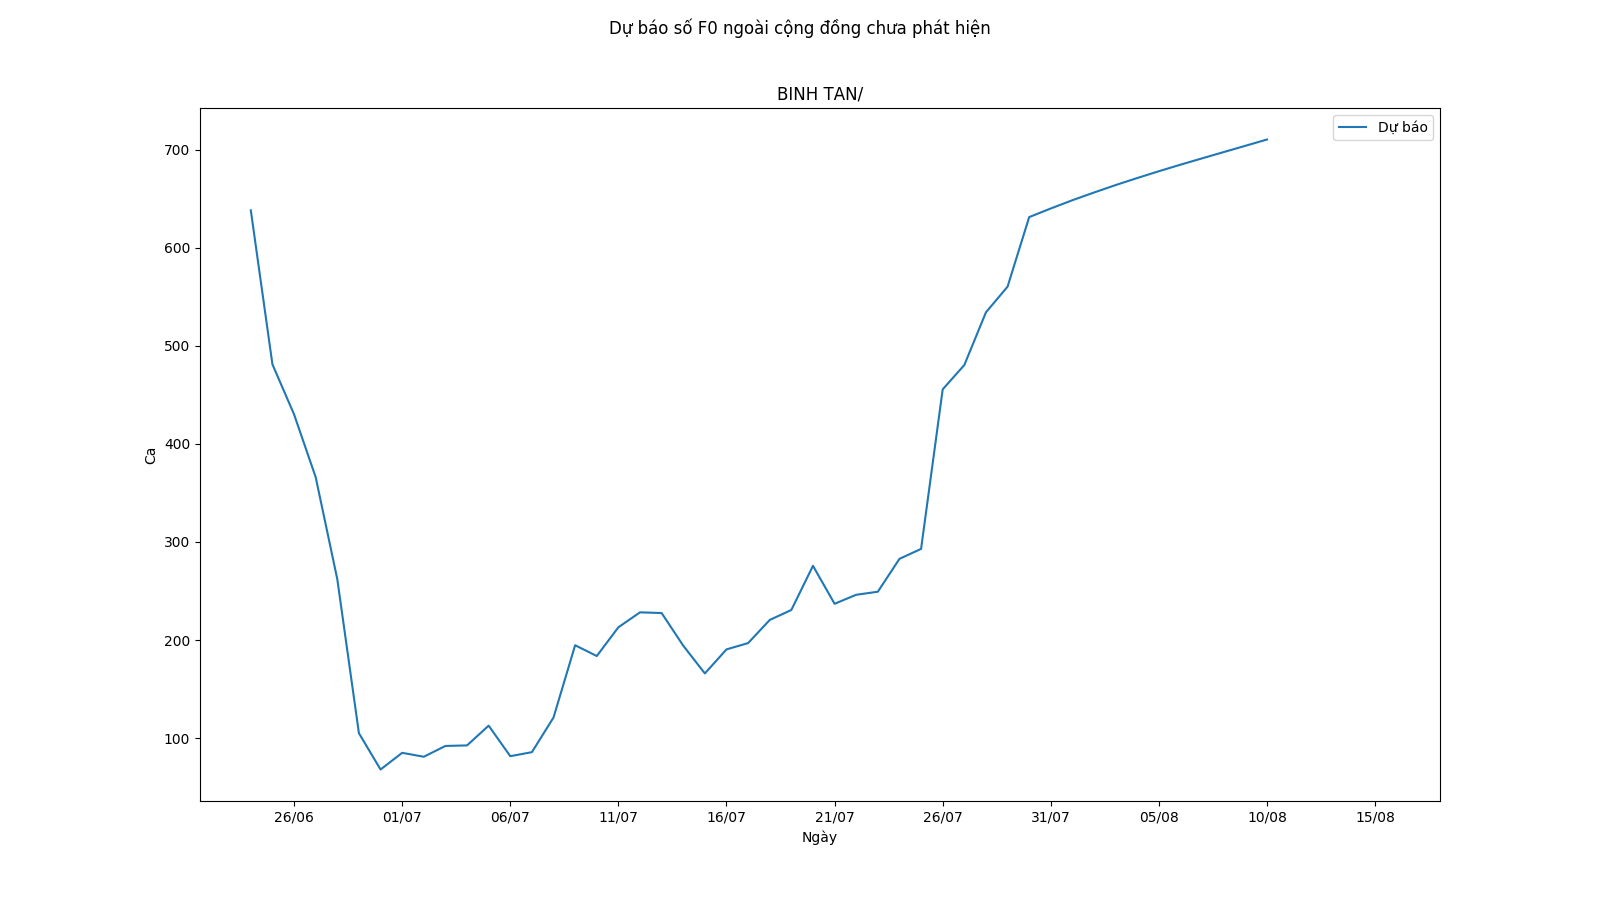 Dự báo số F0 ngoài cộng đồng chưa phát hiện
BINH TAN/
Dự báo
700
600
500
400
300
200
100
Ca
26/06 01/07 06/07 11/07 16/07 21/07 26/07 31/07 05/08 10/08 15/08
Ngày